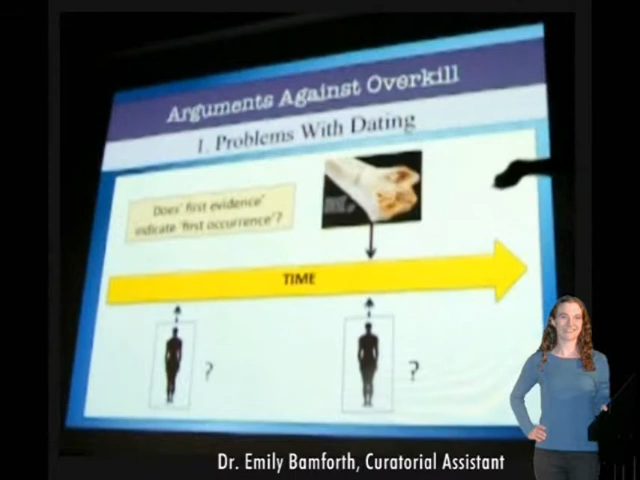 Arguments Against Overkill
1. Problems With Dating
Does 'first evidence'
indicate 'first occurrence'?
TIME
?
?
Dr. Emily Bamforth, Curatorial Assistant